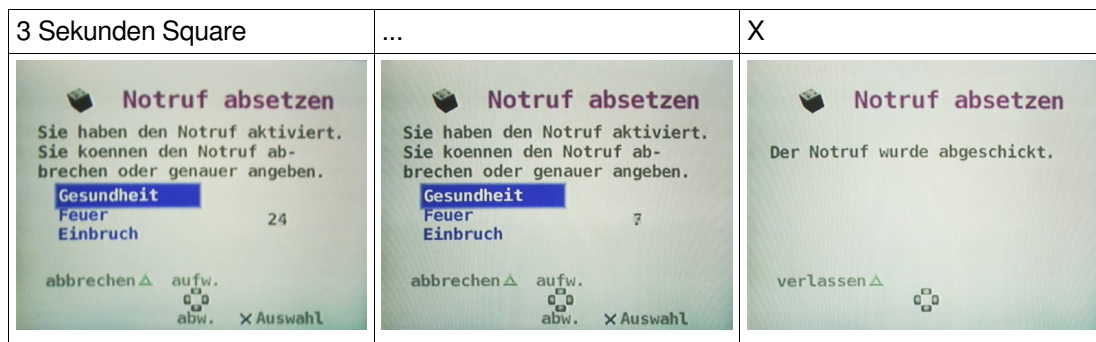 3 Sekunden Square
...
X
Notruf absetzen
Sie haben den Notruf aktiviert.
Sie koennen den Notruf ab-
brechen oder genauer angeben.
Gesundheit
Feuer
24
Einbruch
abbrechen
aufw.
abw.
Auswahl
Notruf absetzen
Sie haben den Notruf aktiviert.
Sie koennen den Notruf ab-
brechen oder genauer angeben.
Gesundheit
Feuer
7
Einbruch
abbrechen
aufw.
abw.
Auswahl
Notruf absetzen
Der Notruf wurde abgeschickt.
verlassen